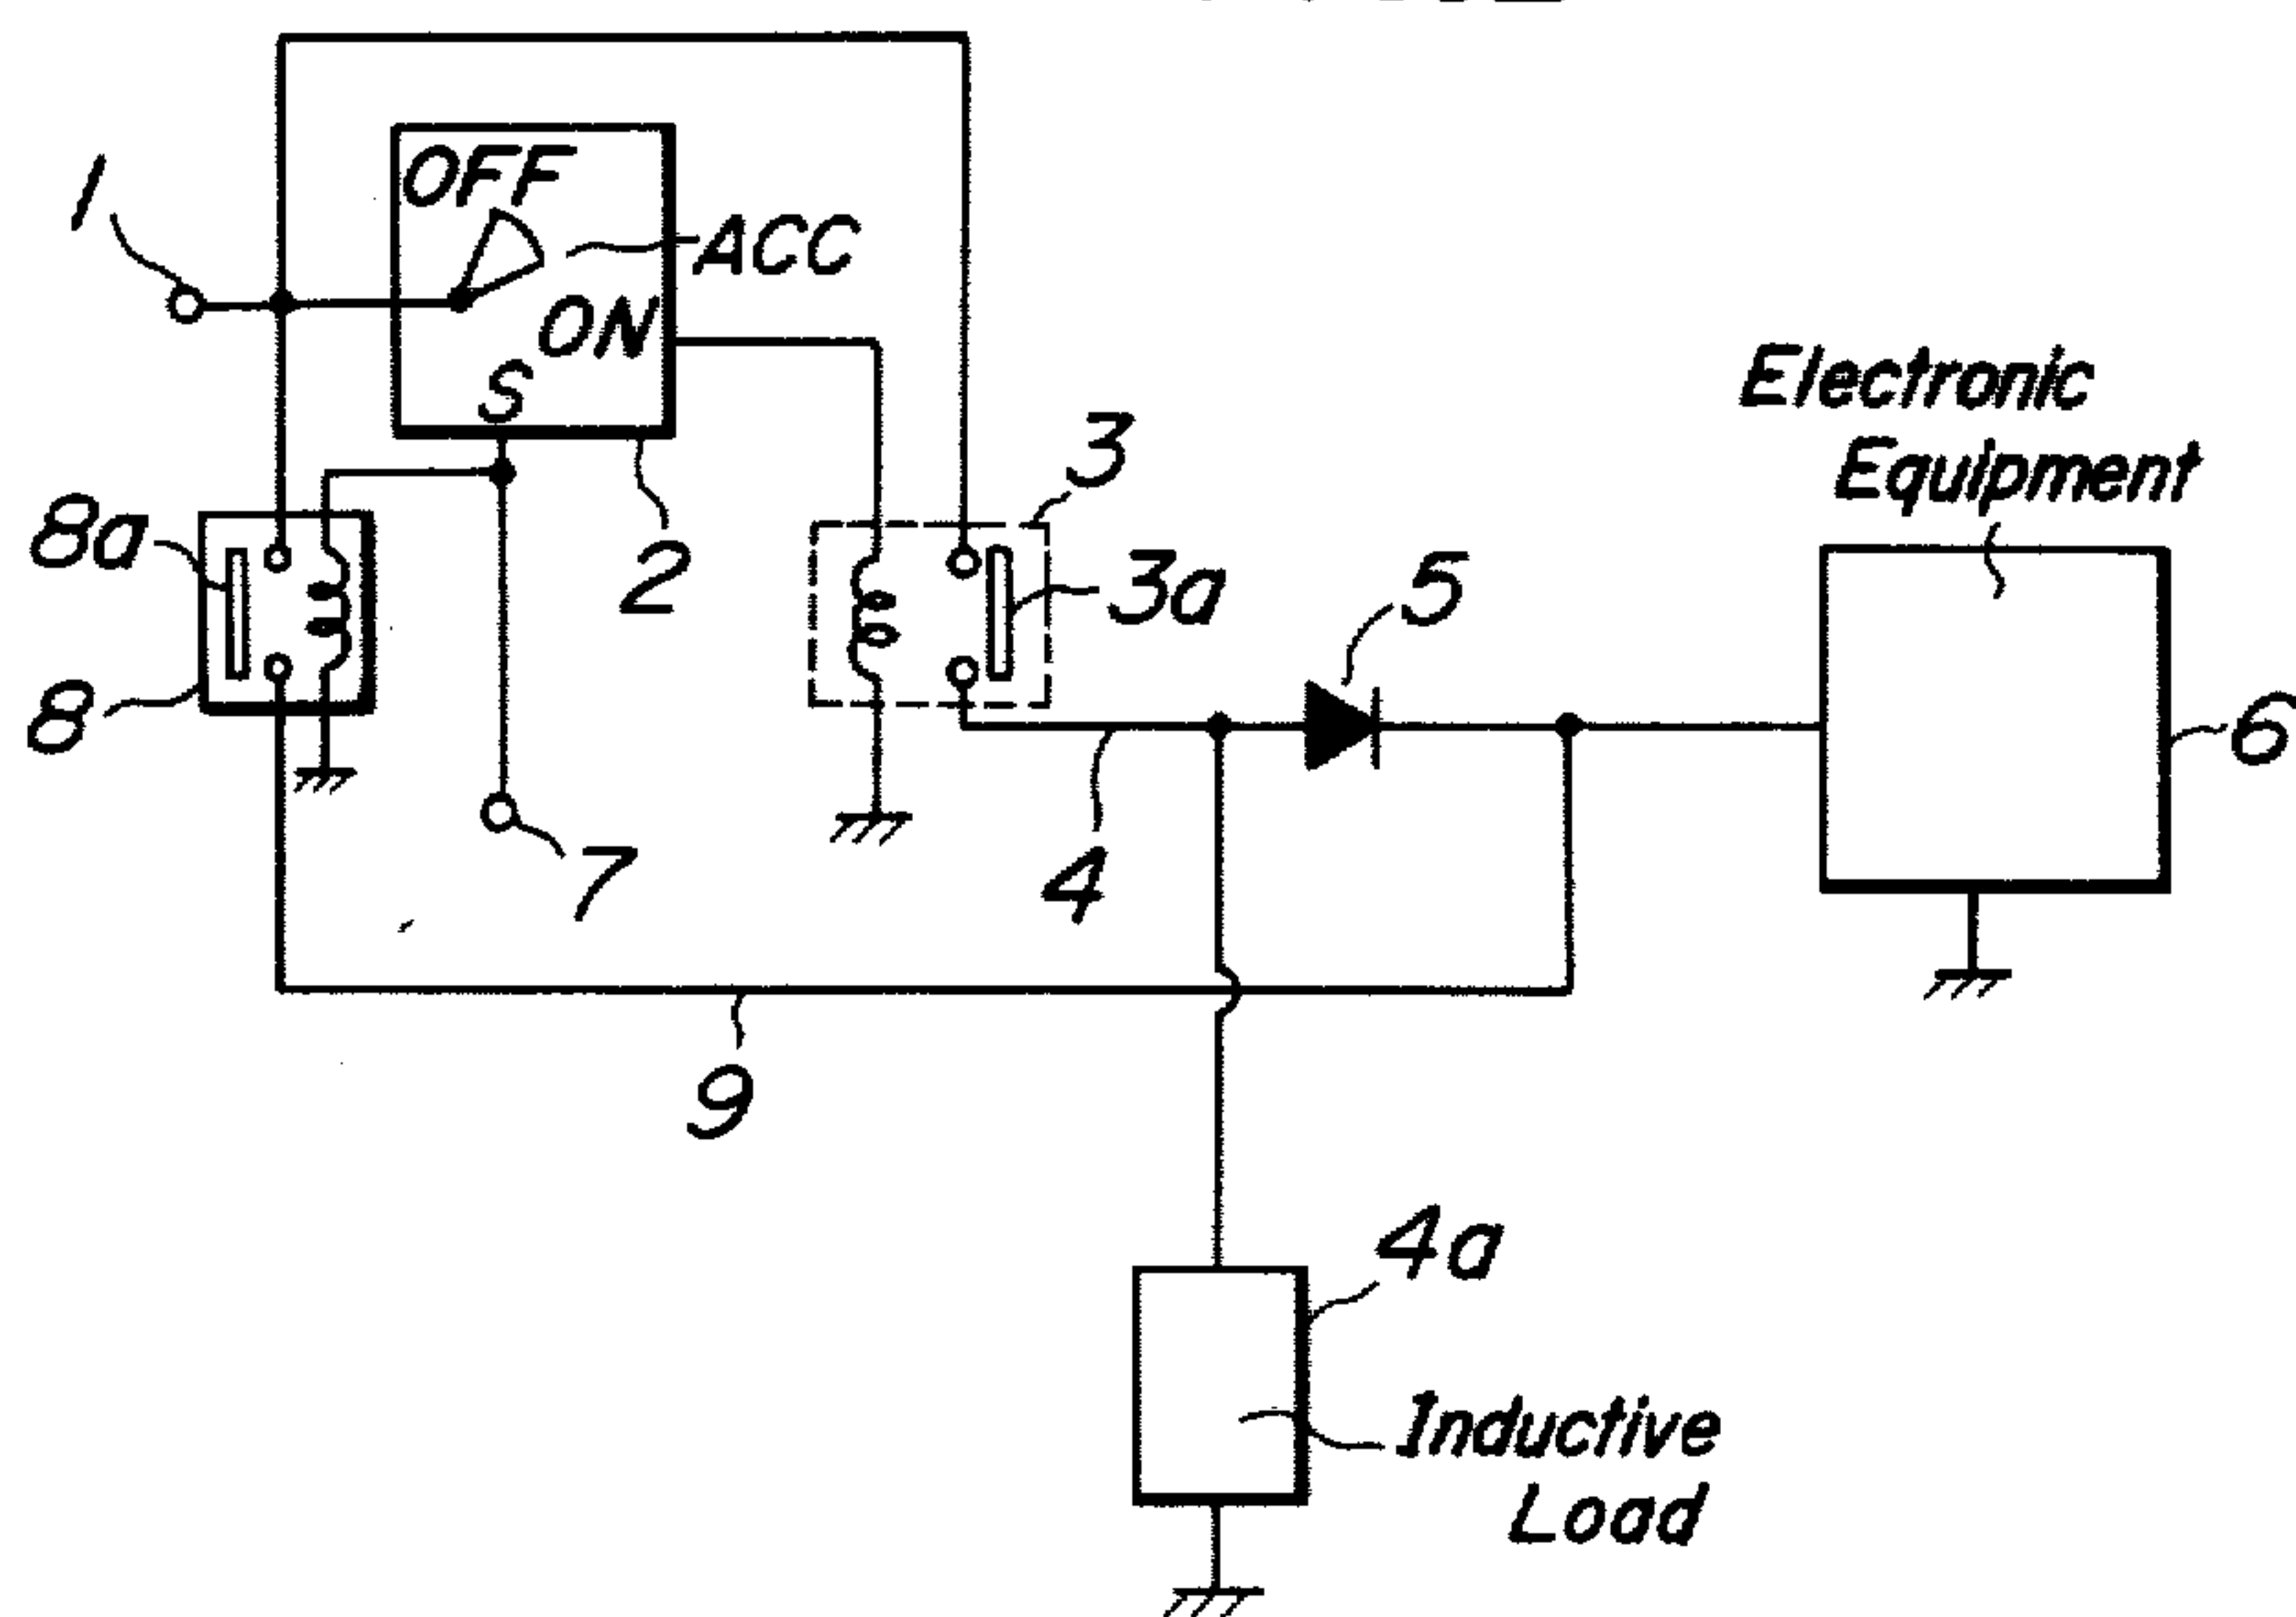 1
OFF
ACC
ON
S
2
3
3a
8a
8
7
4
5
Electronic
Equipment
6
9
4a
Inductive
Load